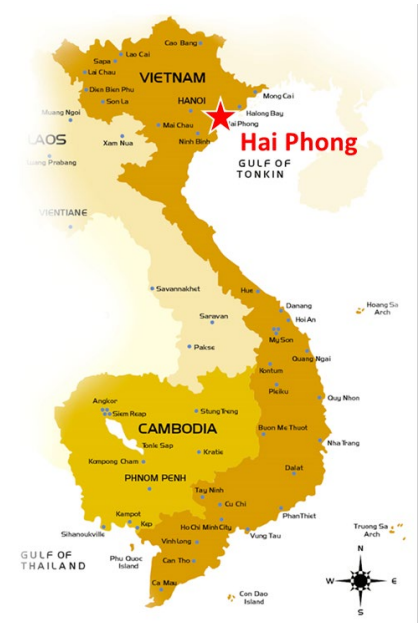 Cao Bang
Lao Cai
Sapa
Lai Chau
VIETNAM
Dien Bien Phu
Mong Cai
Son La
HANOI
Muang Ngoi
Halong Bay
Mai Chau
Hai Phong
LAOS
Ninh Binh
Xam Nua
GULF OF
TONKIN
VIENTIANE
Savannakhet
Hue
Danang
Hoang Sa
Arch
Saravan
Hoi An
My Son
Pakse
Quang Ngai
Kontum
Pleiku
Angkor
Quy Nhon
Siem Reap
Stung Treng
CAMBODIA
Buon Me Thuot
Tonle Sap
Nha Trang
Kratie
Kompong Cham
Dalat
PHNOM PENH
Tay Ninh
Cu Chi
Kampot
PhanThiet
Kep
Ho Chi Minh City
Sihanoukville
Vung Tau
Truong Sa
Arch
Vinh long
N
GULF OF
THAILAND
Phu Quoc
Island
Can Tho
W
E
Ca Mau
Con Dao
Island
S